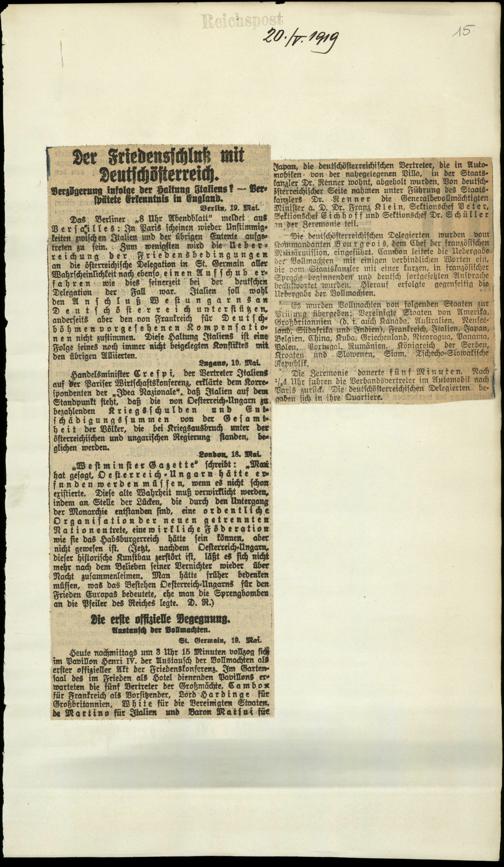 Reichspost
20./V. 1919
15
Der Friedensschluß mit
Deutschösterreich.
Verzögerung infolge der Haltung Italiens? — Ver-
spätete Erkenntnis in England.
Berlin, 19. Mai.
Das Berliner „8 Uhr Abendblatt“ meldet aus
Versailles: In Paris scheinen wieder Unstimmig-
keiten zwischen Italien und der übrigen Entente aufge-
treten zu sein. Zum wenigsten wird die Ueber-
reichung der Friedensbedingungen
an die österreichische Delegation in St. Germain aller
Wahrscheinlichkeit nach ebenso einen Aufschub er-
fahren wie dies seinerzeit bei der deutschen
Delegation der Fall war. Italien soll wohl
den Anschluß Westungarns an
Deutschösterreich unterstützen,
anderseits aber den von Frankreich für Deutsch-
böhmen vorgesehenen Kompensatio-
nen nicht zustimmen. Diese Haltung Italiens ist eine
Folge seines noch immer nicht beigelegten Konflikts mit
den übrigen Alliierten.
Lugano, 19. Mai.
Handelsminister Crespi, der Vertreter Italiens
auf der Pariser Wirtschaftskonferenz, erklärte dem Korre-
spondenten der „Idea Nazionale“, daß Italien auf dem
Standpunkt steht, daß die von Oesterreich-Ungarn zu
bezahlenden Kriegsschulden und Ent-
schädigungssummen von der Gesamt-
heit der Völker, die bei Kriegsausbruch unter der
österreichischen und ungarischen Regierung standen, be-
glichen werden.
London, 18. Mai.
„Westminster Gazette“ schreibt: „Man
hat gesagt, Oesterreich-Ungarn hätte er-
funden werden müssen, wenn es nicht schon
existierte. Diese alte Wahrheit muß verwirklicht werden,
indem an Stelle der Lücken, die durch den Untergang
der Monarchie entstanden sind, eine ordentliche
Organisation der neuen getrennten
Nationen trete, eine wirkliche Föderation
wie sie das Habsburgerreich hätte sein können, aber
nicht gewesen ist. (Jetzt, nachdem Oesterreich-Ungarn,
dieser historische Kunstbau zerstört ist, läßt es sich nicht
mehr nach dem Belieben seiner Vernichter wieder über
Nacht zusammenleimen. Man hätte früher bedenken
müssen, was das Bestehen Oesterreich-Ungarns für den
Frieden Europas bedeutete, ehe man die Sprengbomben
an die Pfeiler des Reiches legte. D. R.)
Die erste offizielle Begegnung.
Austausch der Vollmachten.
St. Germain, 19. Mai.
Heute nachmittags um 3 Uhr 15 Minuten vollzog sich
im Pavillon Henri IV. der Austausch der Vollmachten als
erster offizieller Akt der Friedenskonferenz. Im Garten-
saal des im Frieden als Hotel dienenden Pavillons er-
warteten die fünf Vertreter der Großmächte, Cambon
für Frankreich als Vorsitzender, Lord Hardinge für
Großbritannien, White für die Vereinigten Staaten,
de Martino für Italien und Baron Matsui für
Japan, die deutschösterreichischen Vertreter, die in Auto-
mobilen von der nahegelegenen Villa, in der Staats-
kanzler Dr. Renner wohnt, abgeholt wurden. Von deutsch-
österreichischer Seite nahmen unter Führung des Staats-
kanzlers Dr. Renner die Generalbevollmächtigten
Minister a. D. Dr. Franz Klein, Sektionschef Peter,
Sektionschef Eichhoff und Sektionschef Dr. Schüller
an der Zeremonie teil.
Die deutschösterreichischen Delegierten wurden vom
Kommandanten Bourgeois, dem Chef der französischen
Militärmission, eingeführt. Cambon leitete die Uebergabe
der Vollmachten mit einigen verbindlichen Worten ein,
die vom Staatskanzler mit einer kurzen, in französischer
Sprache begonnenen und deutsch fortgesetzten Ansprache
beantwortet wurden. Hierauf erfolgte gegenseitig die
Uebergabe der Vollmachten.
Es wurden Vollmachten von folgenden Staaten zur
Prüfung übergeben: Vereinigte Staaten von Amerika,
Großbritannien (d. i. auch Kanada, Australien, Neusee-
land, Südafrika und Indien), Frankreich, Italien, Japan,
Belgien, China, Kuba, Griechenland, Nicaragua, Panama,
Polen, Portugal, Rumänien, Königreich der Serben,
Kroaten und Slowenen, Siam, Tschecho-Slowakische
Republik.
Die Zeremonie dauerte fünf Minuten. Nach
¼4 Uhr fuhren die Verbandsvertreter im Automobil nach
Paris zurück. Die deutschösterreichischen Delegierten be-
gaben sich in ihre Quartiere.